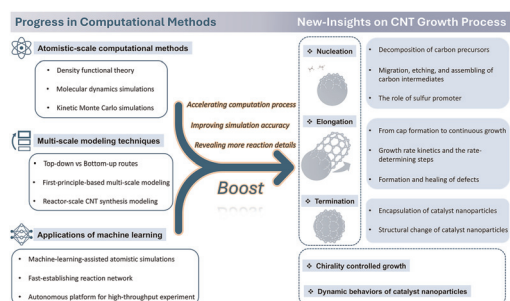 Progress in Computational Methods
Atomistic-scale computational methods
• Density functional theory
• Molecular dynamics simulations
• Kinetic Monte Carlo simulations
Multi-scale modeling techniques
• Top-down vs Bottom-up routes
• First-principle-based multi-scale modeling
• Reactor-scale CNT synthesis modeling
Applications of machine learning
• Machine-learning-assisted atomistic simulations
• Fast-establishing reaction network
• Autonomous platform for high-throughput experiment
Accelerating computation process
Improving simulation accuracy
Revealing more reaction details
Boost
New-Insights on CNT Growth Process
❖ Nucleation
• Decomposition of carbon precursors
• Migration, etching, and assembling of
carbon intermediates
• The role of sulfur promoter
❖ Elongation
• From cap formation to continuous growth
• Growth rate kinetics and the rate-
determining steps
• Formation and healing of defects
❖ Termination
• Encapsulation of catalyst nanoparticles
• Structural change of catalyst nanoparticles
❖ Chirality controlled growth
❖ Dynamic behaviors of catalyst nanoparticles